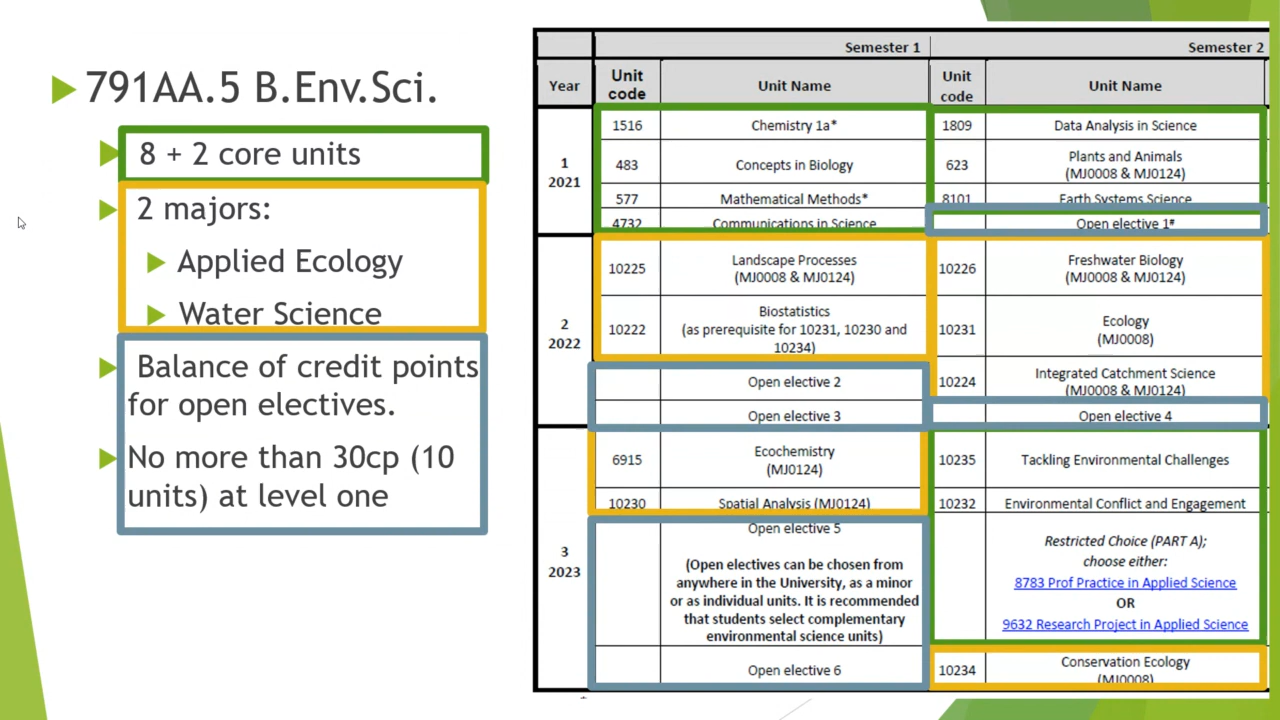 791AA.5 B.Env.Sci.
8 + 2 core units
2 majors:
Applied Ecology
Water Science
Balance of credit points
for open electives.
No more than 30cp (10
units) at level one
Semester 1 Semester 2
Year Unit code Unit Name Unit code Unit Name
1 2021
1516 Chemistry 1a* 1809 Data Analysis in Science
483 Concepts in Biology 623 Plants and Animals
(MJ0008 & MJ0124)
577 Mathematical Methods* 8101 Earth Systems Science
4732 Communications in Science Open elective 1#
2 2022
10225 Landscape Processes 10226 Freshwater Biology
(MJ0008 & MJ0124) (MJ0008 & MJ0124)
10222 Biostatistics 10231 Ecology
(as prerequisite for 10231, 10230 and (MJ0008)
10234)
Open elective 2 10224 Integrated Catchment Science
(MJ0008 & MJ0124)
Open elective 3 Open elective 4
3 2023
6915 Ecochemistry 10235 Tackling Environmental Challenges
(MJ0124)
10230 Spatial Analysis (MJ0124) 10232 Environmental Conflict and Engagement
Open elective 5 Restricted Choice (PART A);
(Open electives can be chosen from choose either:
anywhere in the University, as a minor 8783 Prof Practice in Applied Science
or as individual units. It is recommended OR
that students select complementary 9632 Research Project in Applied Science
environmental science units)
Open elective 6 10234 Conservation Ecology
(MJ0008)